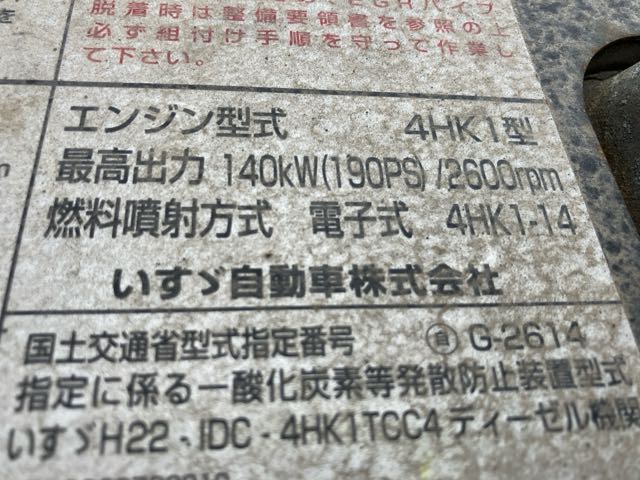 脱着時は整備要領書を参照の上
必ず組付け手順を守って作業し
て下さい。
エンジン型式 4HK1型
最高出力 140kW(190PS)/2600rpm
燃料噴射方式 電子式 4HK1-14
いすゞ自動車株式会社
国土交通省型式指定番号 自 G-2614
指定に係る一酸化炭素等発散防止装置型式
いすゞH22-IDC-4HK1TCC4ディーゼル機関